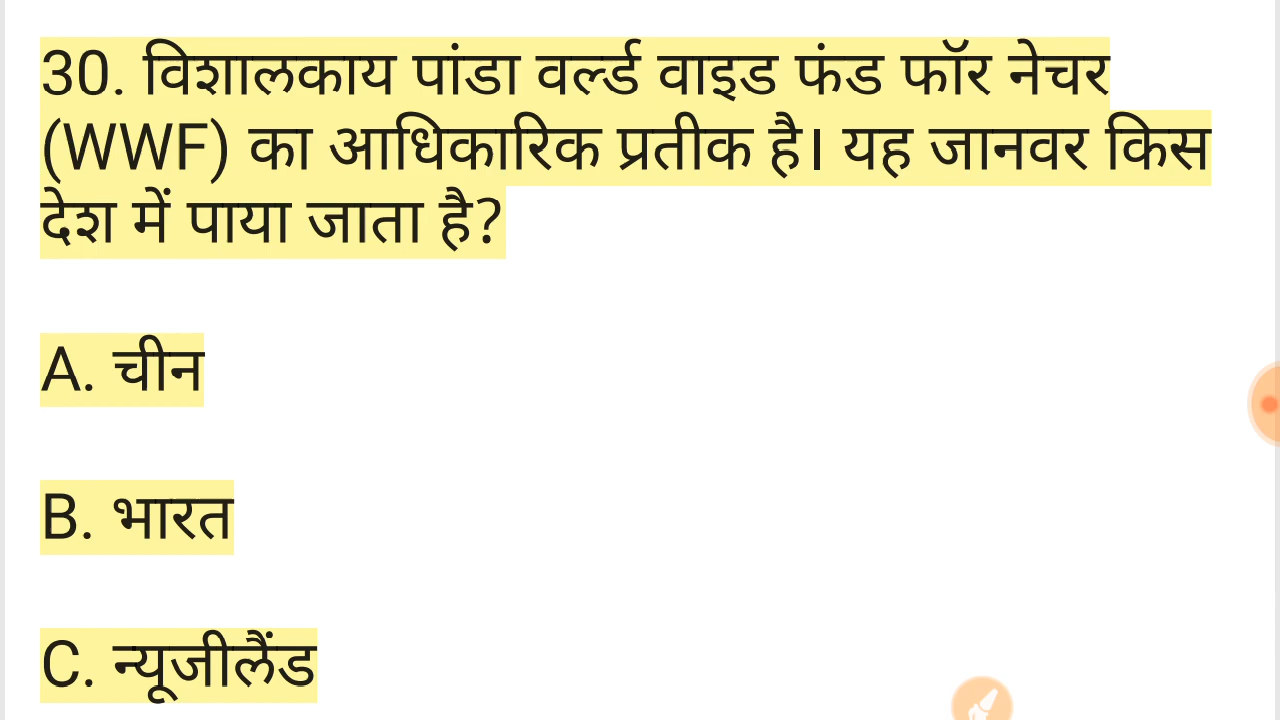 30. विशालकाय पांडा वर्ल्ड वाइड फंड फॉर नेचर
(WWF) का आधिकारिक प्रतीक है। यह जानवर किस
देश में पाया जाता है?
A. चीन
B. भारत
C. न्यूजीलैंड